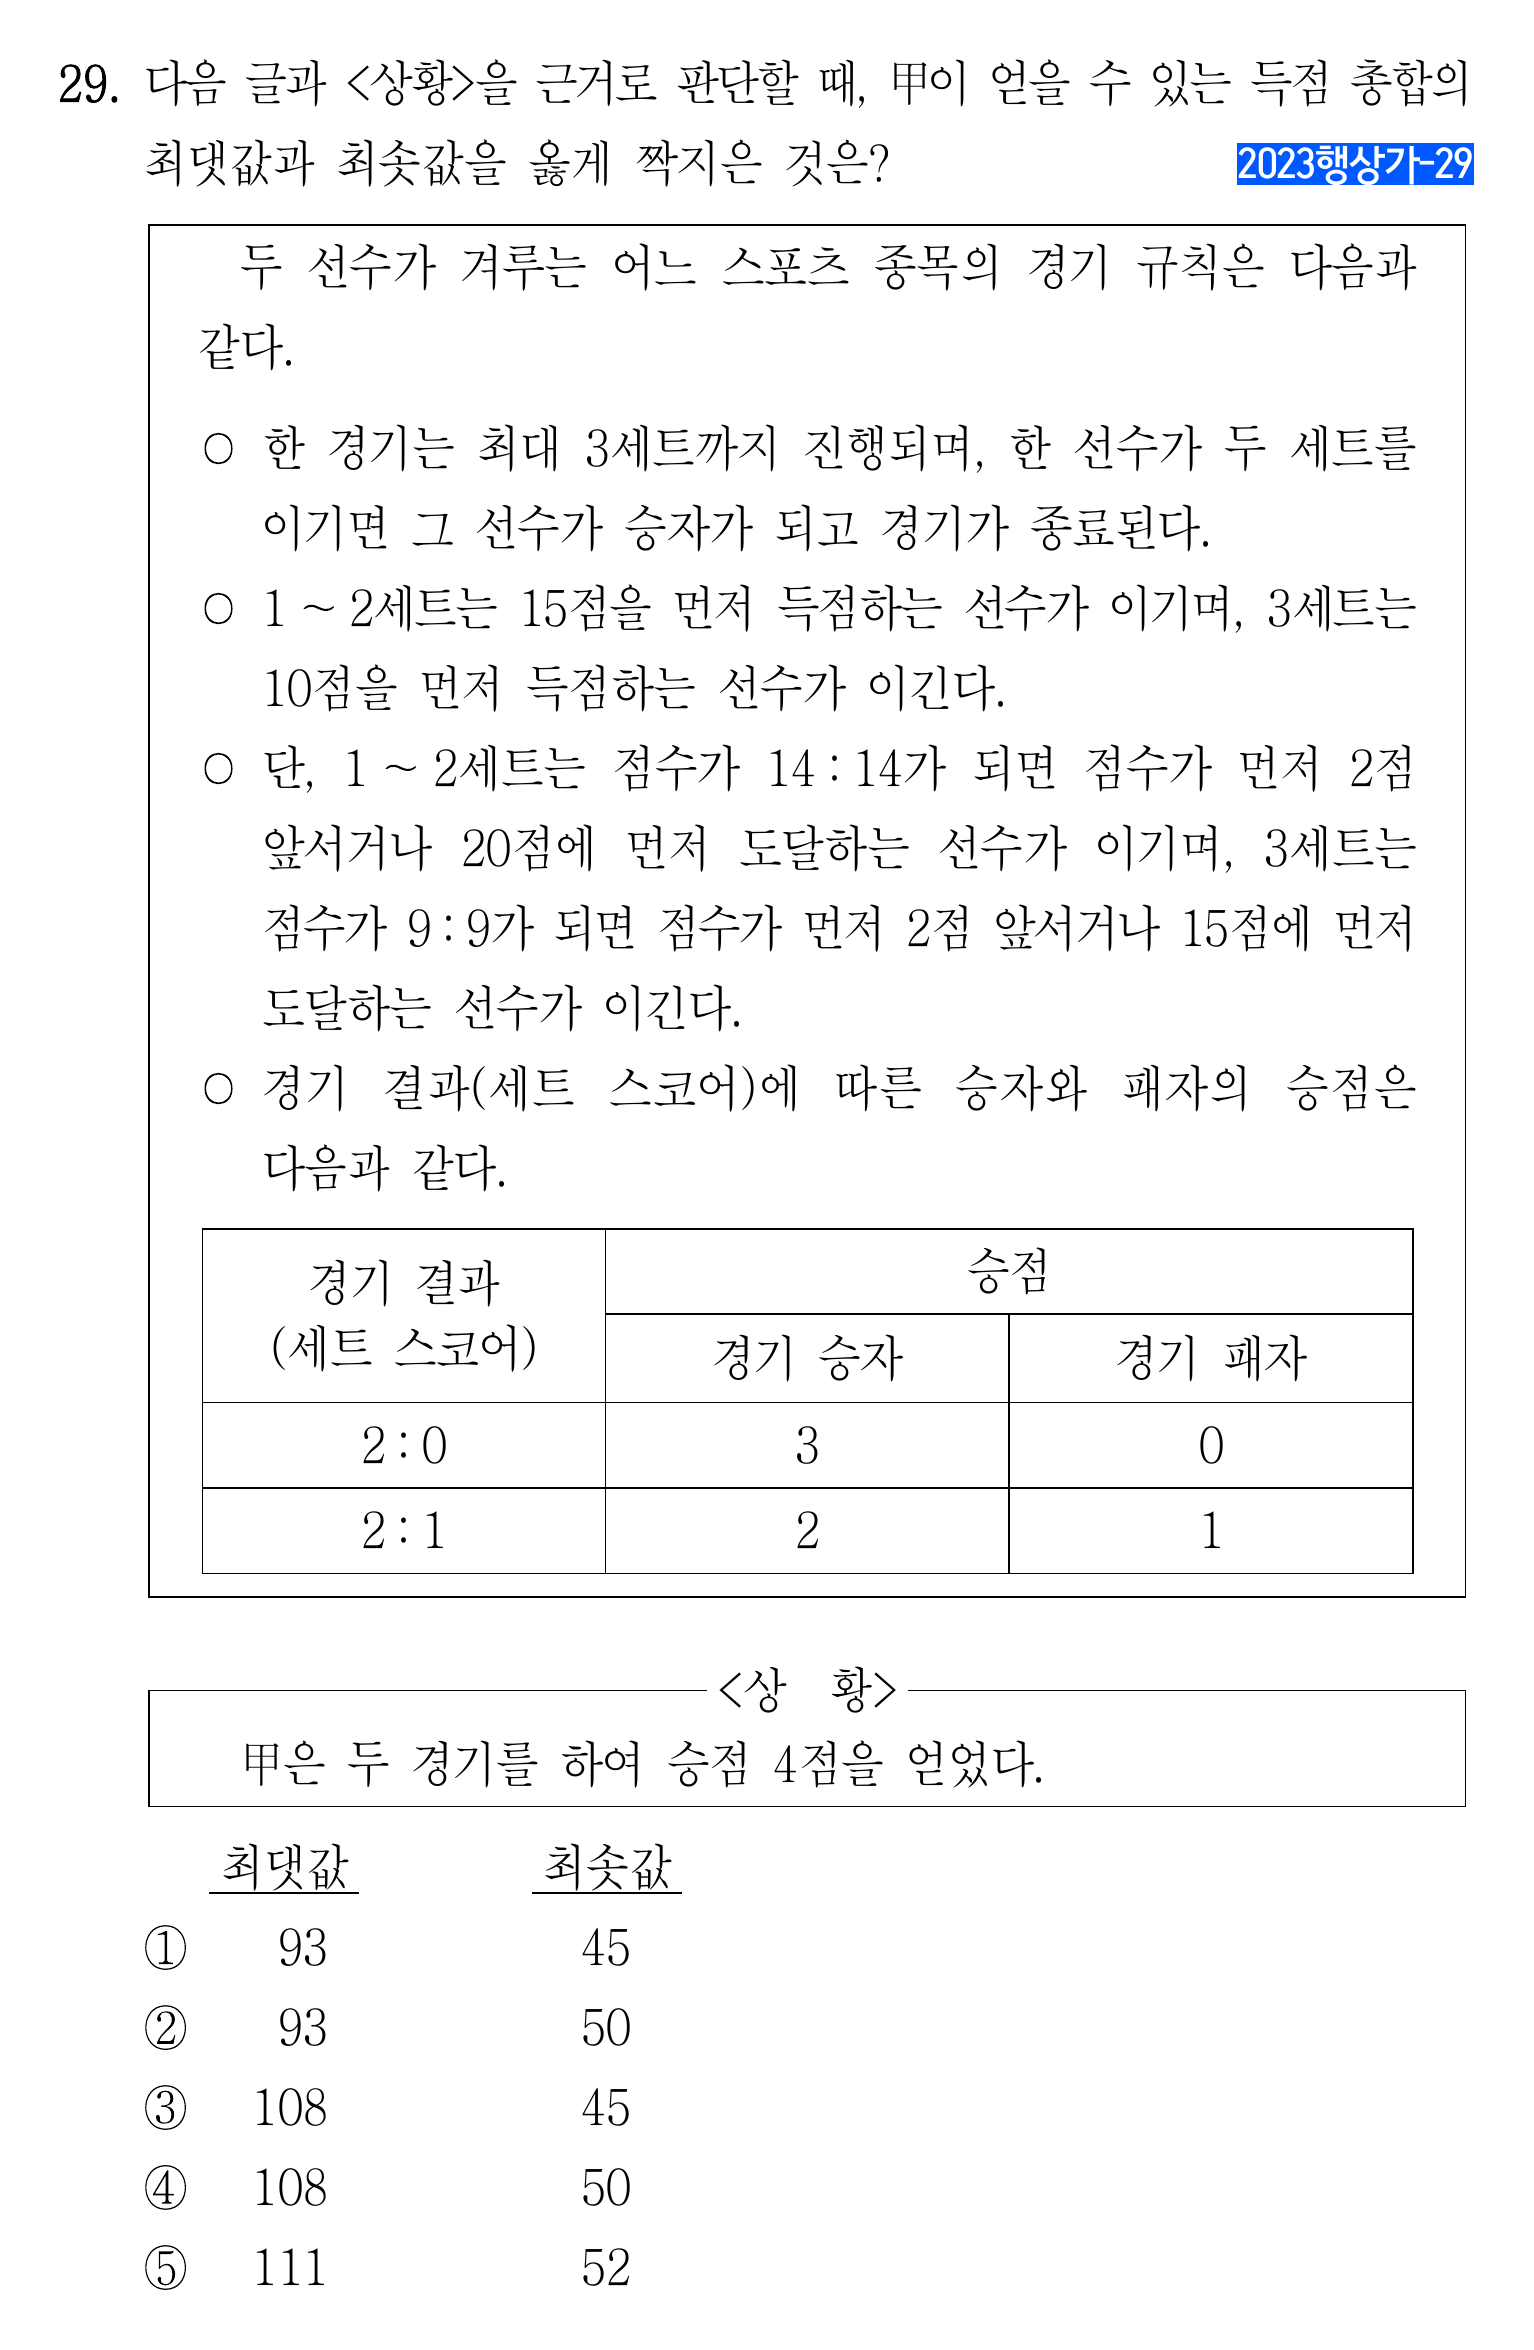 29. 다음 글과 <상황>을 근거로 판단할 때, 甲이 얻을 수 있는 득점 총합의
최댓값과 최솟값을 옳게 짝지은 것은?
2023행상가-29
두 선수가 겨루는 어느 스포츠 종목의 경기 규칙은 다음과
같다.
○ 한 경기는 최대 3세트까지 진행되며, 한 선수가 두 세트를
이기면 그 선수가 승자가 되고 경기가 종료된다.
○ 1 ~ 2세트는 15점을 먼저 득점하는 선수가 이기며, 3세트는
10점을 먼저 득점하는 선수가 이긴다.
○ 단, 1 ~ 2세트는 점수가 14 : 14가 되면 점수가 먼저 2점
앞서거나 20점에 먼저 도달하는 선수가 이기며, 3세트는
점수가 9 : 9가 되면 점수가 먼저 2점 앞서거나 15점에 먼저
도달하는 선수가 이긴다.
○ 경기 결과(세트 스코어)에 따른 승자와 패자의 승점은
다음과 같다.
경기 결과
(세트 스코어)
승점
경기 승자 경기 패자
2 : 0 3 0
2 : 1 2 1
<상 황>
甲은 두 경기를 하여 승점 4점을 얻었다.
최댓값 최솟값
① 93 45
② 93 50
③ 108 45
④ 108 50
⑤ 111 52